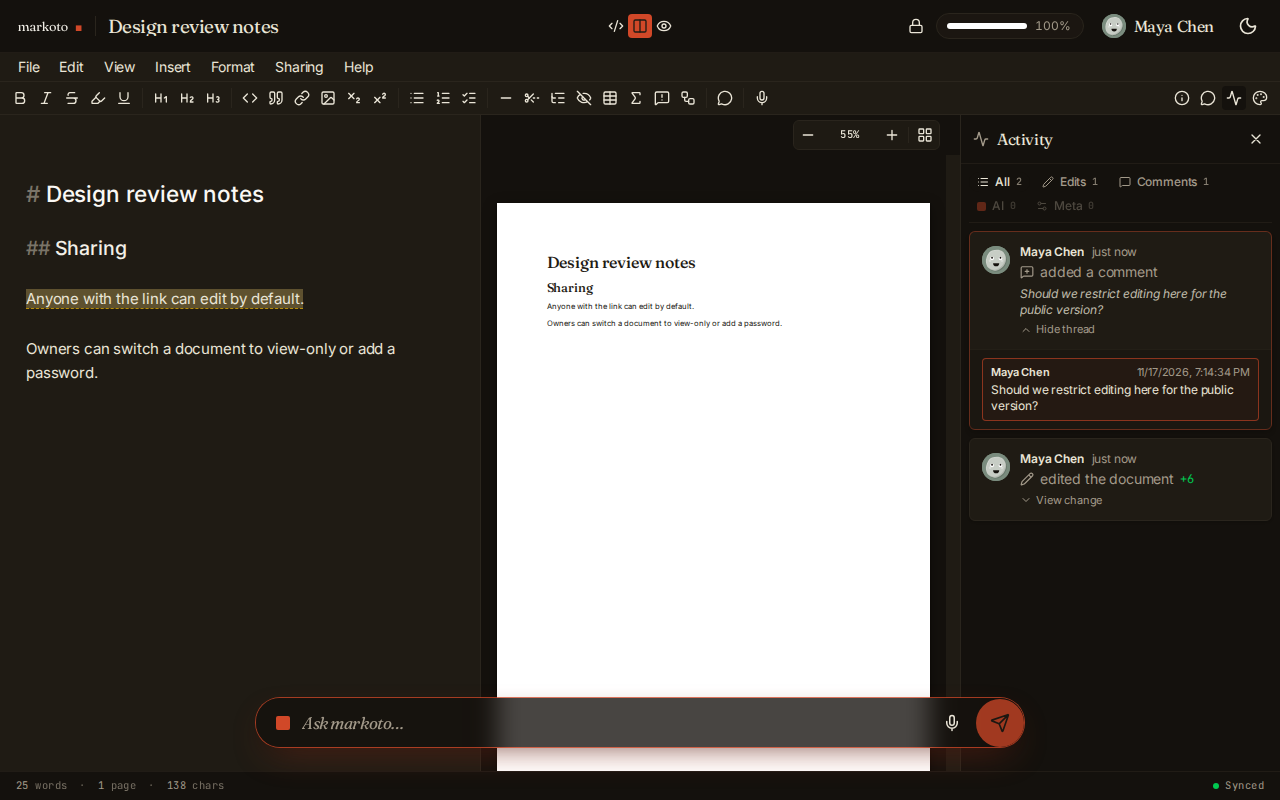 markoto
Design review notes
100%
Maya Chen
File Edit View Insert Format Sharing Help
H1 H2 H3
55%
# Design review notes
## Sharing
Anyone with the link can edit by default.
Owners can switch a document to view-only or add a
password.
Design review notes
Sharing
Anyone with the link can edit by default.
Owners can switch a document to view-only or add a password.
Activity
All 2 Edits 1 Comments 1
AI 0 Meta 0
Maya Chen just now
added a comment
Should we restrict editing here for the
public version?
Hide thread
Maya Chen 11/17/2026, 7:14:34 PM
Should we restrict editing here for the public
version?
Maya Chen just now
edited the document +6
View change
Ask markoto...
25 words · 1 page · 138 chars
Synced